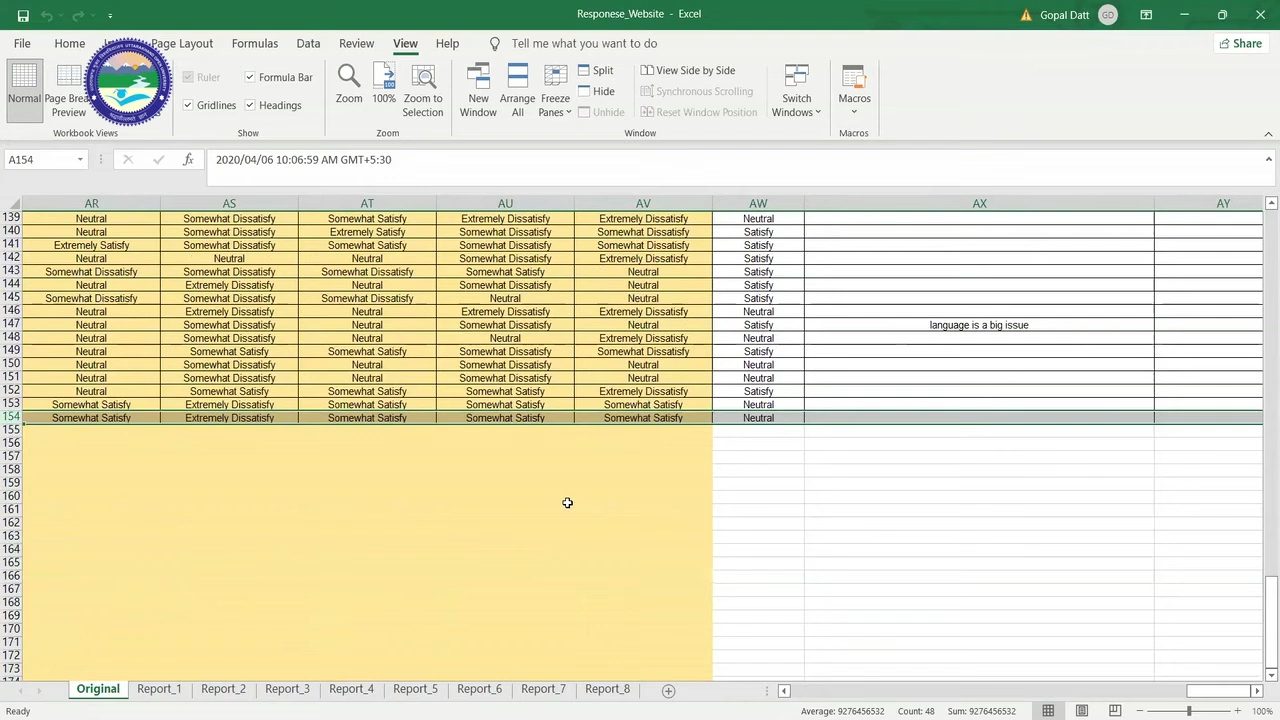 Responese_Website - Excel
Gopal Datt
GD
File Home Page Layout Formulas Data Review View Help Tell me what you want to do
Share
Normal
Page Break Preview
Workbook Views
Ruler
Formula Bar
Gridlines
Headings
Show
Zoom
100%
Zoom to Selection
Zoom
New Window
Arrange All
Freeze Panes
Split
Hide
Unhide
View Side by Side
Synchronous Scrolling
Reset Window Position
Window
Switch Windows
Macros
Macros
A154
fx
2020/04/06 10:06:59 AM GMT+5:30
AR AS AT AU AV AW AX AY
139 Neutral Somewhat Dissatisfy Somewhat Satisfy Extremely Dissatisfy Extremely Dissatisfy Neutral
140 Neutral Somewhat Dissatisfy Extremely Satisfy Somewhat Dissatisfy Somewhat Dissatisfy Satisfy
141 Extremely Satisfy Somewhat Dissatisfy Somewhat Satisfy Somewhat Dissatisfy Somewhat Dissatisfy Satisfy
142 Neutral Neutral Neutral Somewhat Dissatisfy Extremely Dissatisfy Satisfy
143 Somewhat Dissatisfy Somewhat Dissatisfy Somewhat Dissatisfy Somewhat Satisfy Neutral Satisfy
144 Neutral Extremely Dissatisfy Neutral Somewhat Dissatisfy Neutral Satisfy
145 Somewhat Dissatisfy Somewhat Dissatisfy Somewhat Dissatisfy Neutral Neutral Satisfy
146 Neutral Extremely Dissatisfy Neutral Extremely Dissatisfy Extremely Dissatisfy Neutral
147 Neutral Somewhat Dissatisfy Neutral Somewhat Dissatisfy Neutral Satisfy language is a big issue
148 Neutral Somewhat Dissatisfy Neutral Neutral Extremely Dissatisfy Neutral
149 Neutral Somewhat Satisfy Somewhat Satisfy Somewhat Dissatisfy Somewhat Dissatisfy Satisfy
150 Neutral Somewhat Dissatisfy Neutral Somewhat Dissatisfy Neutral Neutral
151 Neutral Somewhat Dissatisfy Neutral Somewhat Dissatisfy Neutral Neutral
152 Neutral Somewhat Satisfy Somewhat Satisfy Somewhat Satisfy Extremely Dissatisfy Satisfy
153 Somewhat Satisfy Extremely Dissatisfy Somewhat Satisfy Somewhat Satisfy Somewhat Satisfy Neutral
154 Somewhat Satisfy Extremely Dissatisfy Somewhat Satisfy Somewhat Satisfy Somewhat Satisfy Neutral
155
156
157
158
159
160
161
162
163
164
165
166
167
168
169
170
171
172
173
Original Report_1 Report_2 Report_3 Report_4 Report_5 Report_6 Report_7 Report_8
Ready
Average: 9276456532 Count: 48 Sum: 9276456532
100%